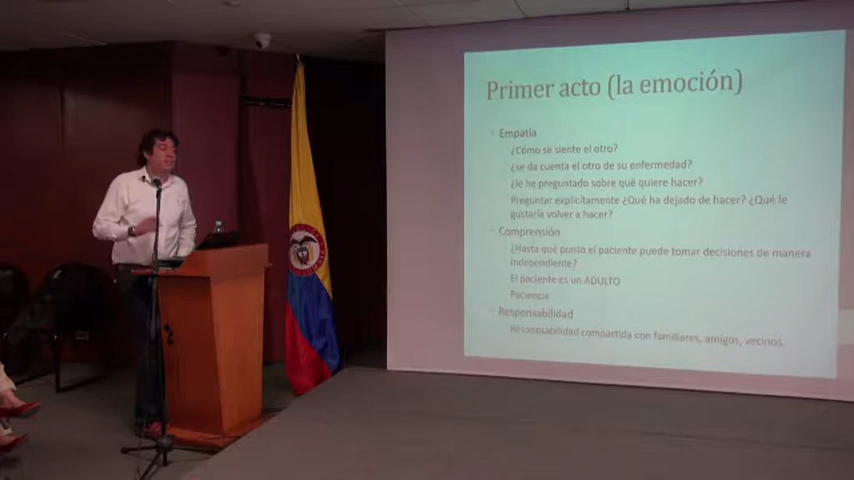 Primer acto (la emoción)
Empatía
¿Cómo se siente el otro?
¿se da cuenta el otro de su enfermedad?
¿le he preguntado sobre qué quiere hacer?
Preguntar explícitamente ¿Qué ha dejado de hacer? ¿Qué le
gustaría volver a hacer?
Comprensión
¿Hasta que punto el paciente puede tomar decisiones de manera
independiente?
El paciente es un ADULTO
Paciencia
Responsabilidad
Responsabilidad compartida con familiares, amigos, vecinos.